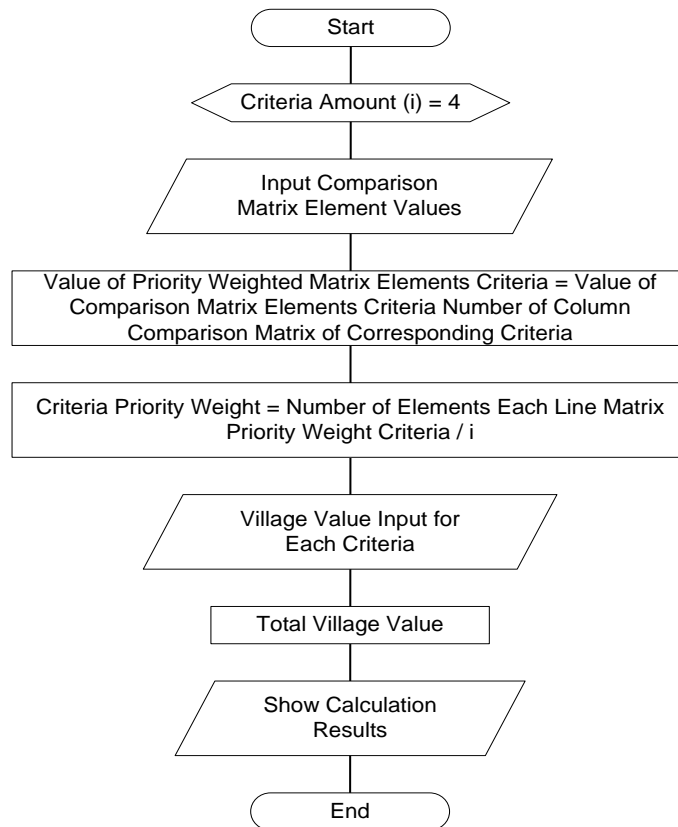 Start
Criteria Amount (i) = 4
Input Comparison
Matrix Element Values
Value of Priority Weighted Matrix Elements Criteria = Value of
Comparison Matrix Elements Criteria Number of Column
Comparison Matrix of Corresponding Criteria
Criteria Priority Weight = Number of Elements Each Line Matrix
Priority Weight Criteria / i
Village Value Input for
Each Criteria
Total Village Value
Show Calculation
Results
End